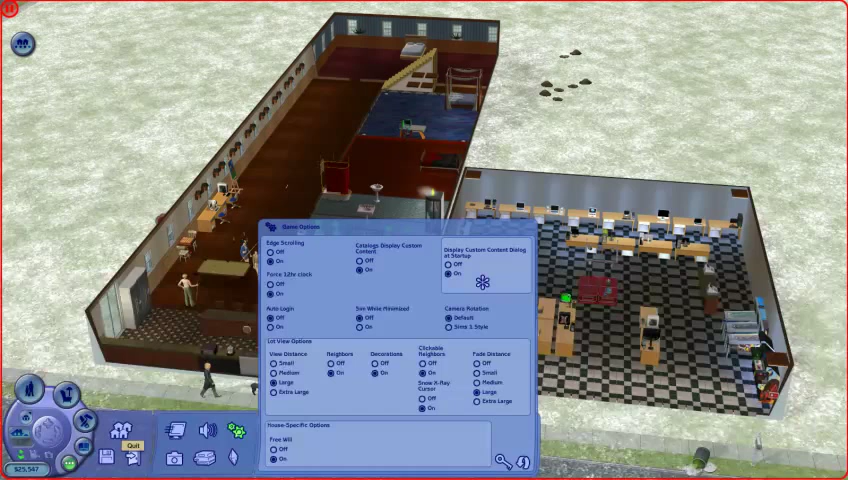 Game Options
Edge Scrolling
Off
On
Catalogs Display Custom
Content
Off
On
Display Custom Content Dialog
at Startup
Off
On
Force 12hr clock
Off
On
Auto Login
Off
On
Sim While Minimized
Off
On
Camera Rotation
Default
Sims 1 Style
Lot View Options
View Distance
Small
Medium
Large
Extra Large
Neighbors
Off
On
Decorations
Off
On
Clickable
Neighbors
Off
On
Show X-Ray
Cursor
Off
On
Fade Distance
Off
Small
Medium
Large
Extra Large
House-Specific Options
Free Will
Off
On
Quit
$25,547